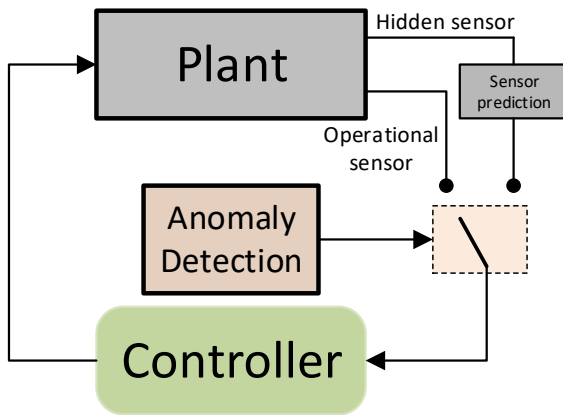 Hidden sensor
Plant
Sensor
prediction
Operational
sensor
Anomaly
Detection
Controller